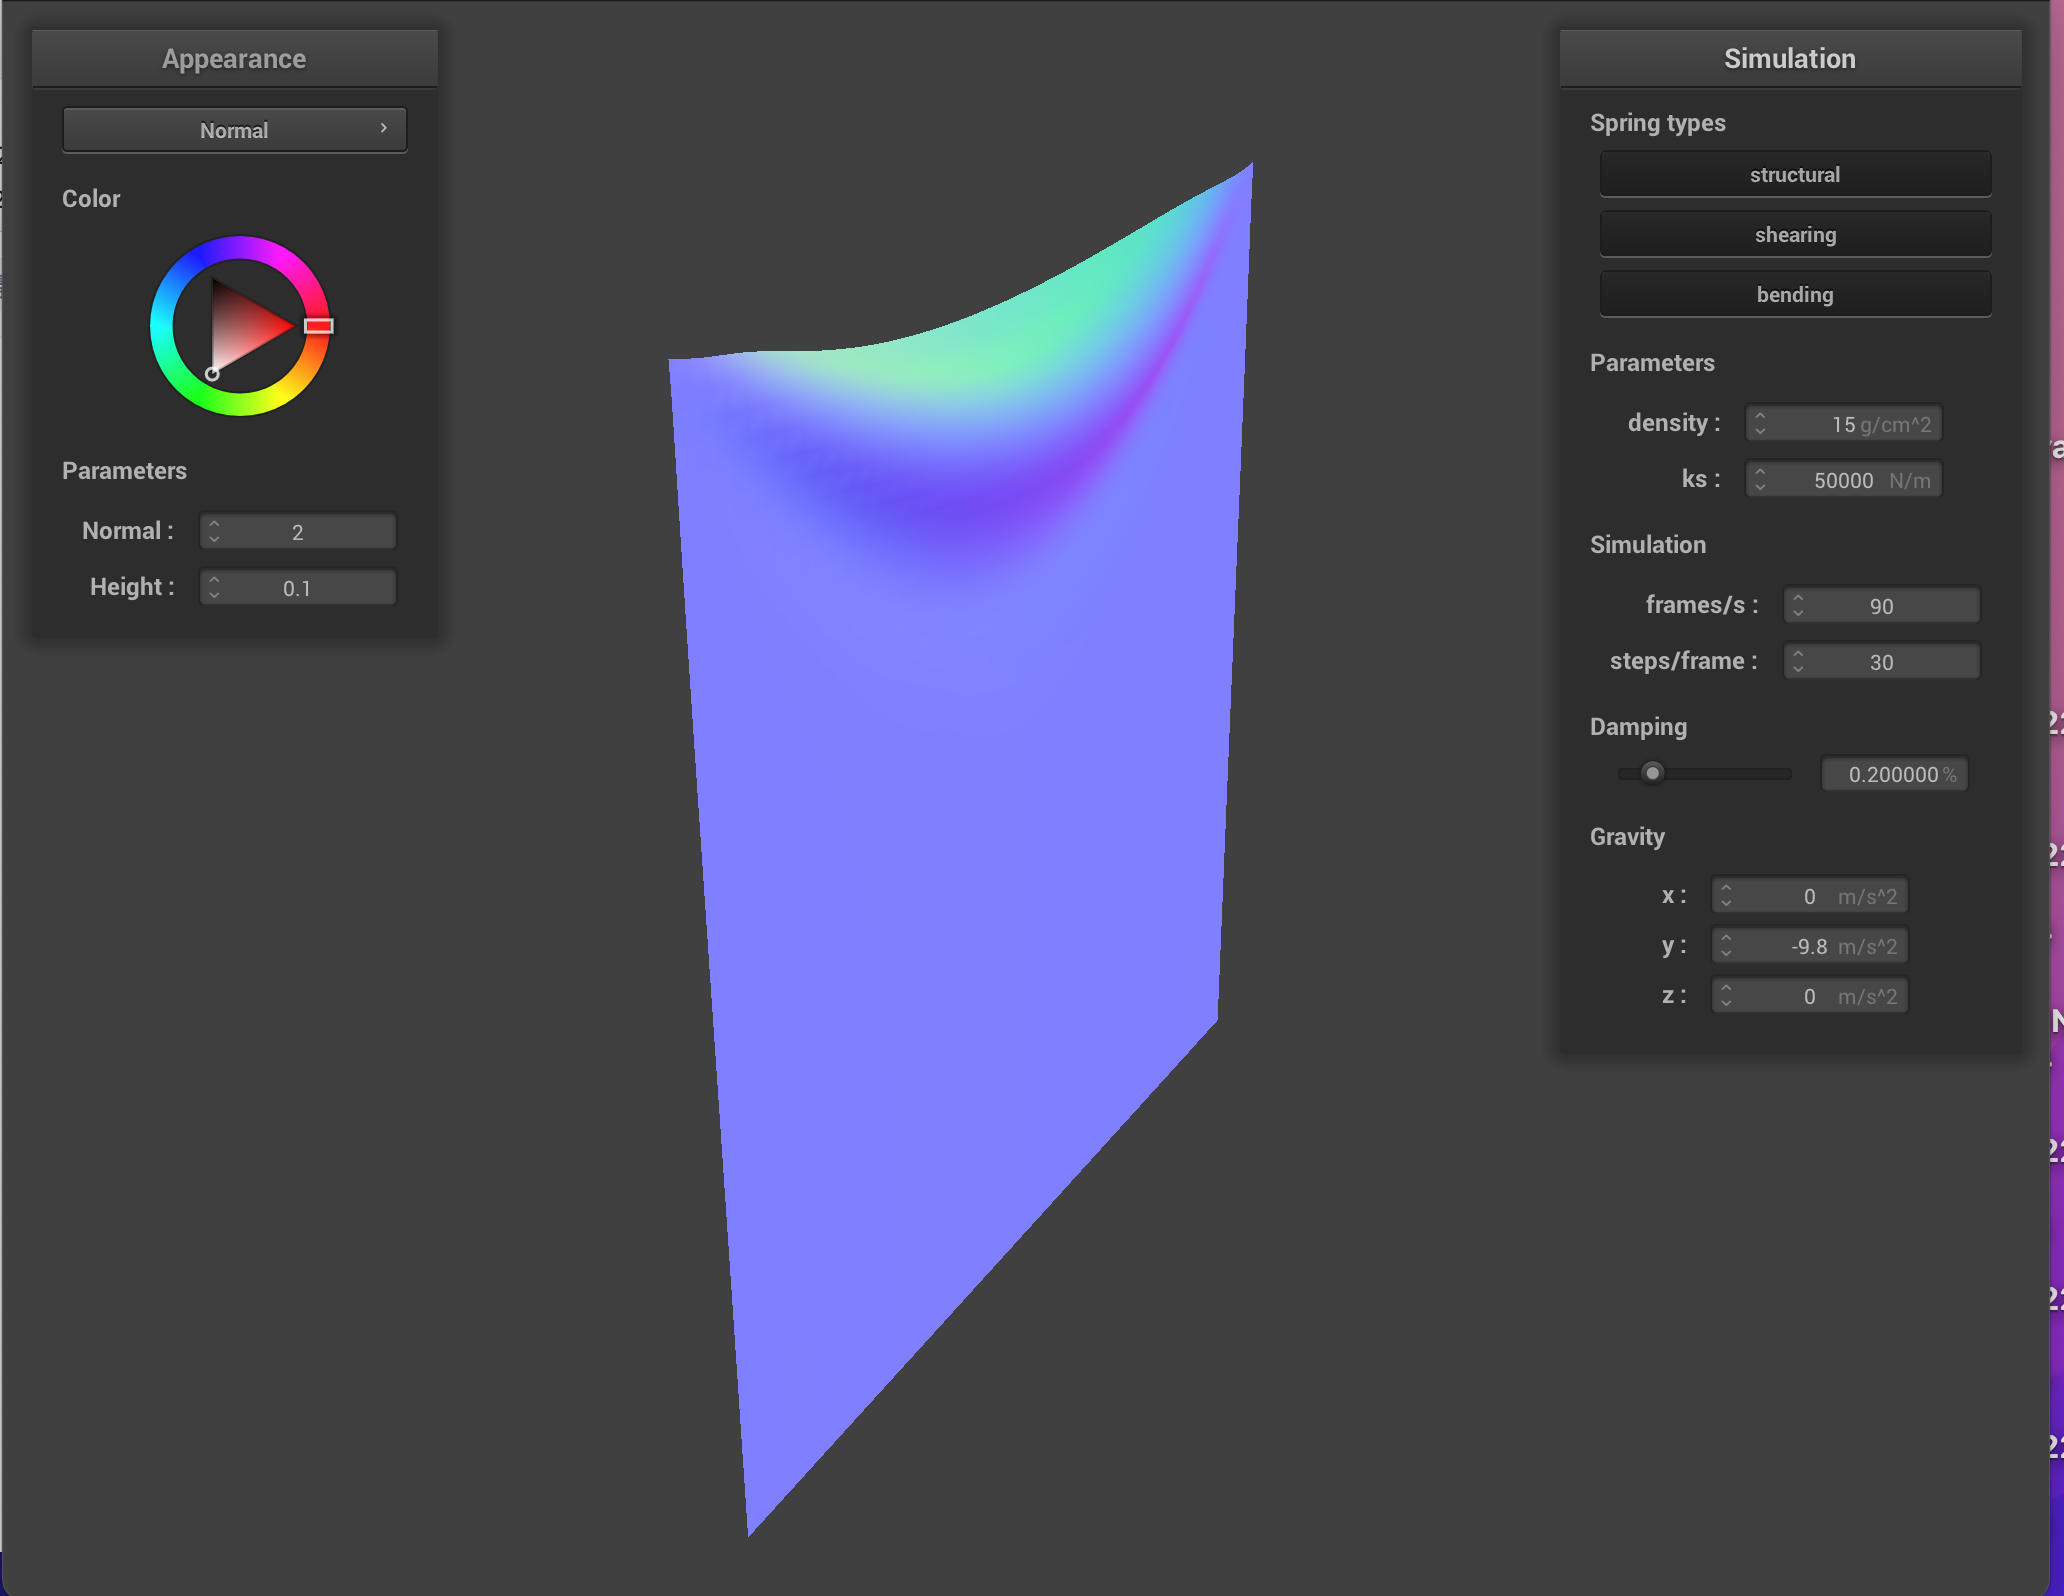 Appearance
Normal
Color
Parameters
Normal : 2
Height : 0.1
Simulation
Spring types
structural
shearing
bending
Parameters
density : 15 g/cm^2
ks : 50000 N/m
Simulation
frames/s : 90
steps/frame : 30
Damping
0.200000 %
Gravity
x : 0 m/s^2
y : -9.8 m/s^2
z : 0 m/s^2